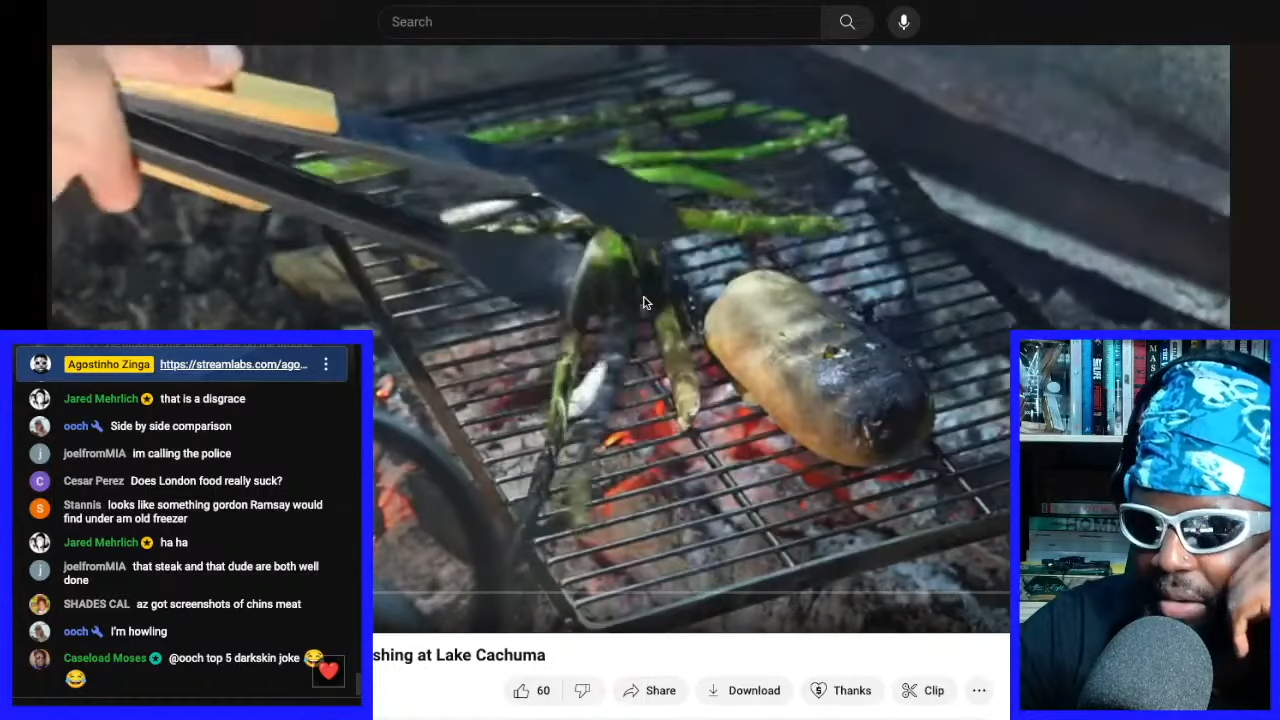 Search
Agostinho Zinga https://streamlabs.com/ago...
Jared Mehrlich that is a disgrace
ooch Side by side comparison
joelfromMIA im calling the police
Cesar Perez Does London food really suck?
Stannis looks like something gordon Ramsay would
find under am old freezer
Jared Mehrlich ha ha
joelfromMIA that steak and that dude are both well
done
SHADES CAL az got screenshots of chins meat
ooch I'm howling
Caseload Moses @ooch top 5 darkskin joke 😂
😂
shing at Lake Cachuma
60 Share Download Thanks Clip